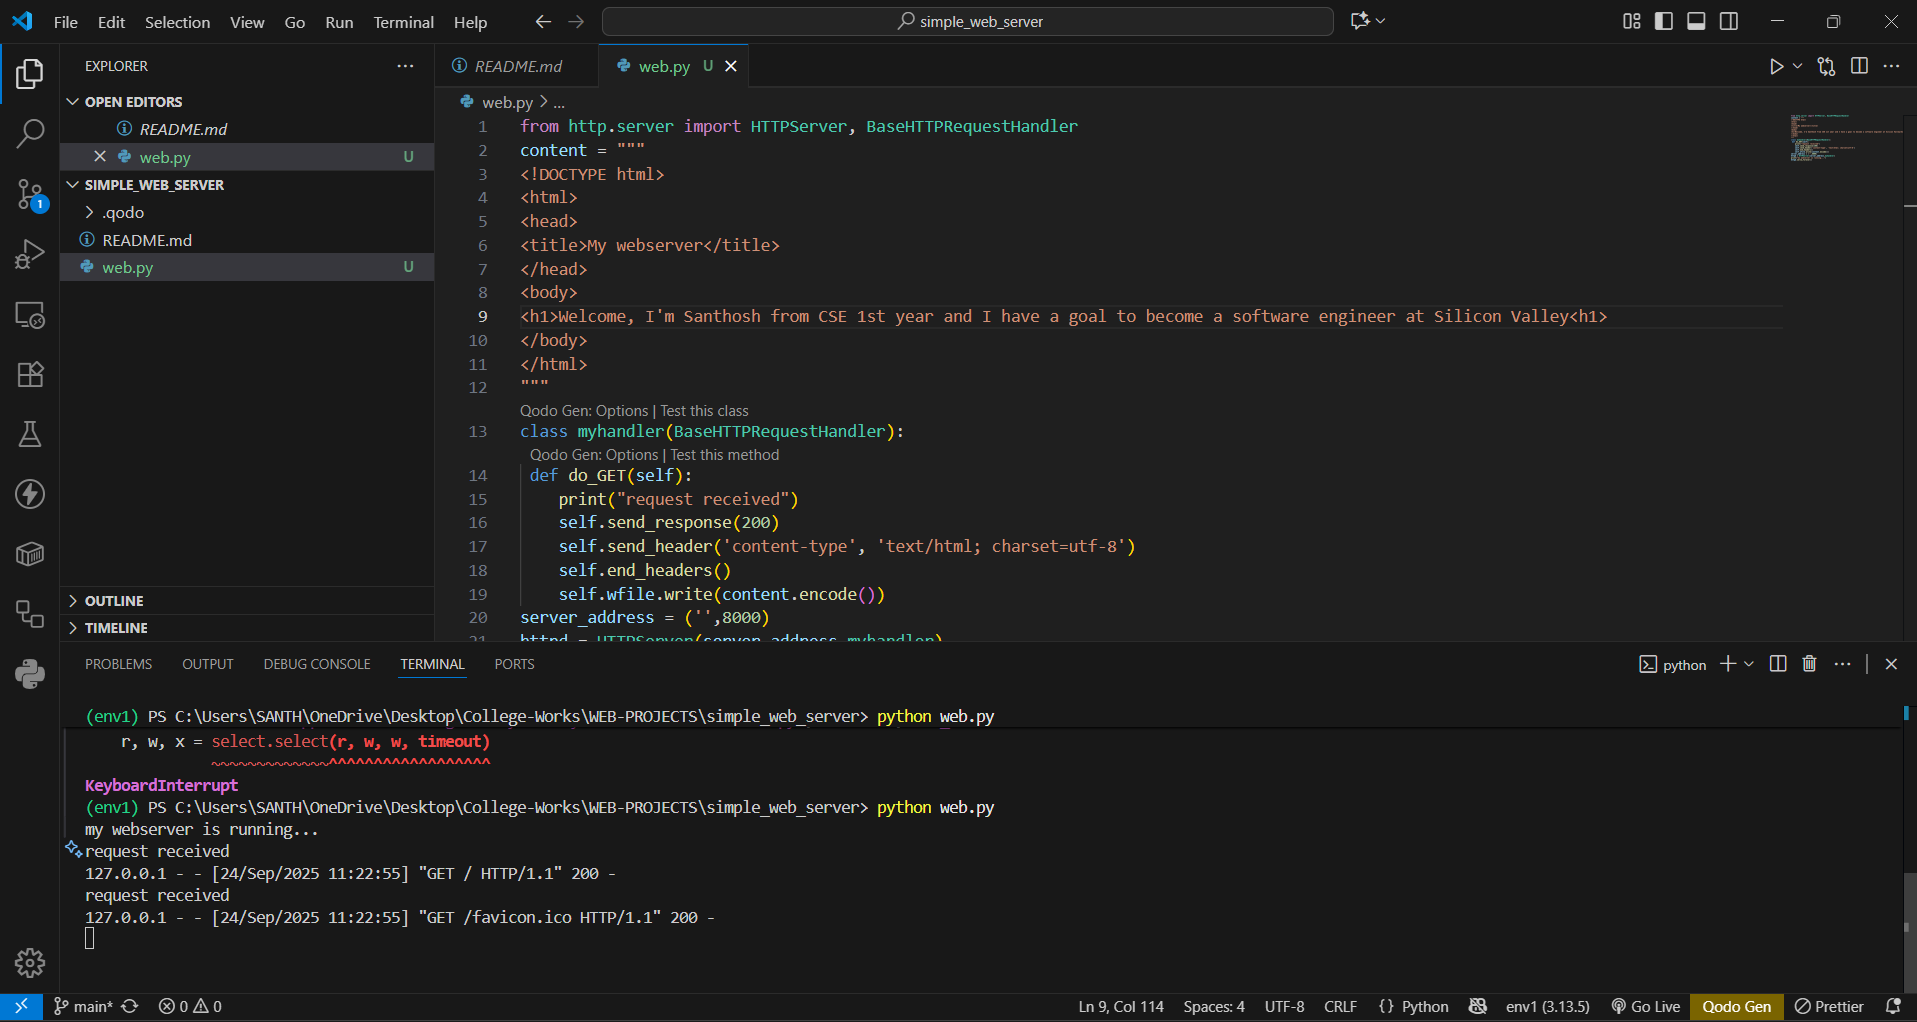 File Edit Selection View Go Run Terminal Help
simple_web_server
EXPLORER
OPEN EDITORS
README.md
web.py U
SIMPLE_WEB_SERVER
.qodo
README.md
web.py U
OUTLINE
TIMELINE
1
README.md
web.py U
web.py > ...
1 from http.server import HTTPServer, BaseHTTPRequestHandler
2 content = """
3 <!DOCTYPE html>
4 <html>
5 <head>
6 <title>My webserver</title>
7 </head>
8 <body>
9 <h1>Welcome, I'm Santhosh from CSE 1st year and I have a goal to become a software engineer at Silicon Valley<h1>
10 </body>
11 </html>
12 """
Qodo Gen: Options | Test this class
13 class myhandler(BaseHTTPRequestHandler):
Qodo Gen: Options | Test this method
14 def do_GET(self):
15 print("request received")
16 self.send_response(200)
17 self.send_header('content-type', 'text/html; charset=utf-8')
18 self.end_headers()
19 self.wfile.write(content.encode())
20 server_address = ('',8000)
21 httpd = HTTPServer(server_address,myhandler)
PROBLEMS OUTPUT DEBUG CONSOLE TERMINAL PORTS
python
(env1) PS C:\Users\SANTH\OneDrive\Desktop\College-Works\WEB-PROJECTS\simple_web_server> python web.py
r, w, x = select.select(r, w, w, timeout)
~~~~~~~~~~~~~^^^^^^^^^^^^^^^^^^
KeyboardInterrupt
(env1) PS C:\Users\SANTH\OneDrive\Desktop\College-Works\WEB-PROJECTS\simple_web_server> python web.py
my webserver is running...
request received
127.0.0.1 - - [24/Sep/2025 11:22:55] "GET / HTTP/1.1" 200 -
request received
127.0.0.1 - - [24/Sep/2025 11:22:55] "GET /favicon.ico HTTP/1.1" 200 -
main* 0 0 Ln 9, Col 114 Spaces: 4 UTF-8 CRLF {} Python env1 (3.13.5) Go Live Qodo Gen Prettier